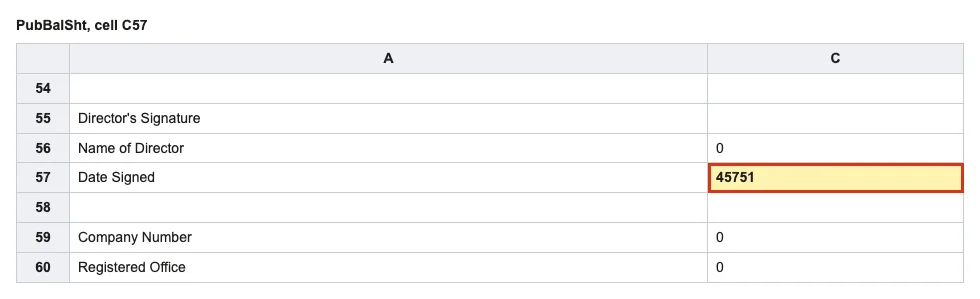 PubBalSht, cell C57
A C
54
55 Director's Signature
56 Name of Director 0
57 Date Signed 45751
58
59 Company Number 0
60 Registered Office 0